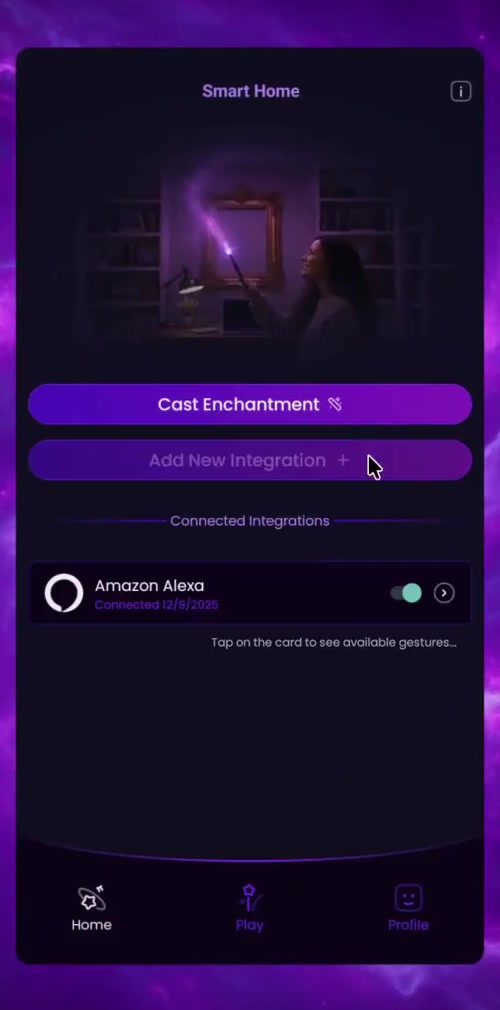 Smart Home
Cast Enchantment
Add New Integration +
Connected Integrations
Amazon Alexa
Connected 12/9/2025
Tap on the card to see available gestures...
Home
Play
Profile